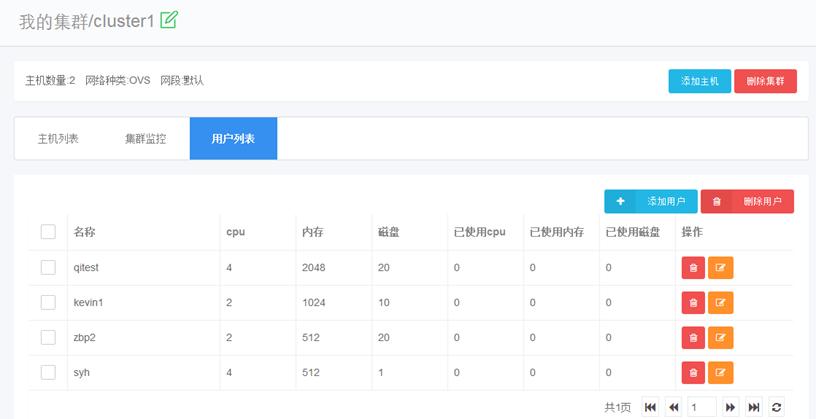 我的集群/cluster1
主机数量:2 网络种类:OVS 网段:默认 添加主机 删除集群
主机列表 集群监控 用户列表
添加用户 删除用户
名称 cpu 内存 磁盘 已使用cpu 已使用内存 已使用磁盘 操作
qitest 4 2048 20 0 0 0
kevin1 2 1024 10 0 0 0
zbp2 2 512 20 0 0 0
syh 4 512 1 0 0 0
共1页 1